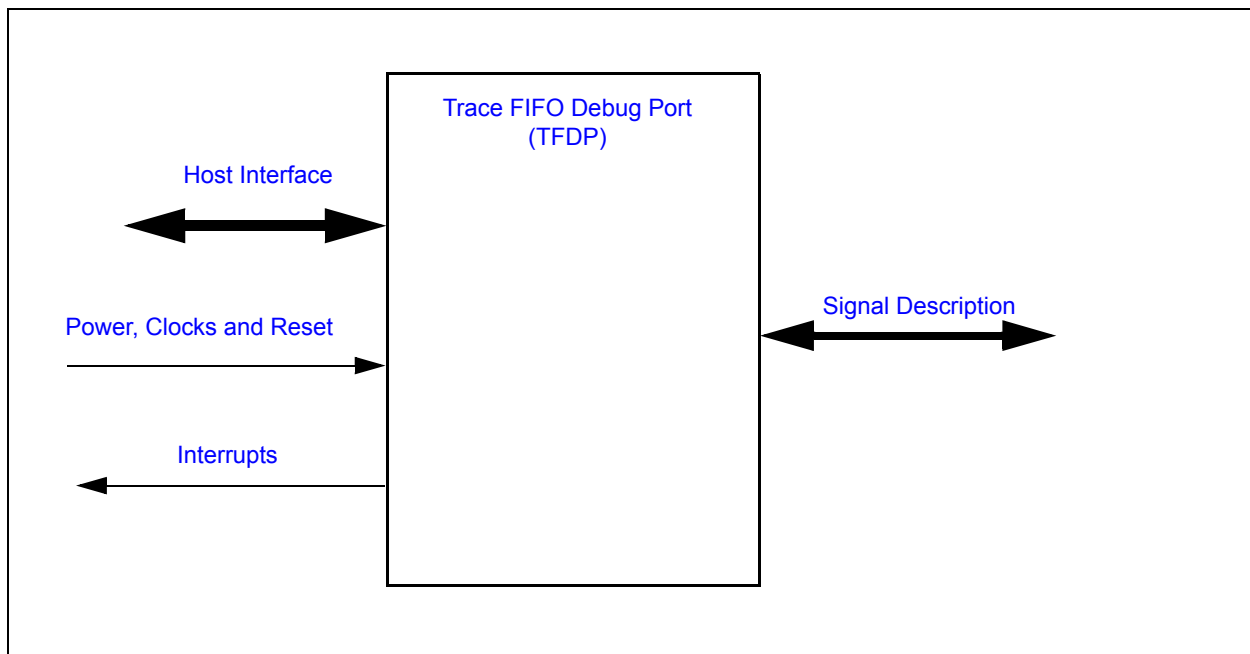 Trace FIFO Debug Port
(TFDP)
Host Interface
Signal Description
Power, Clocks and Reset
Interrupts